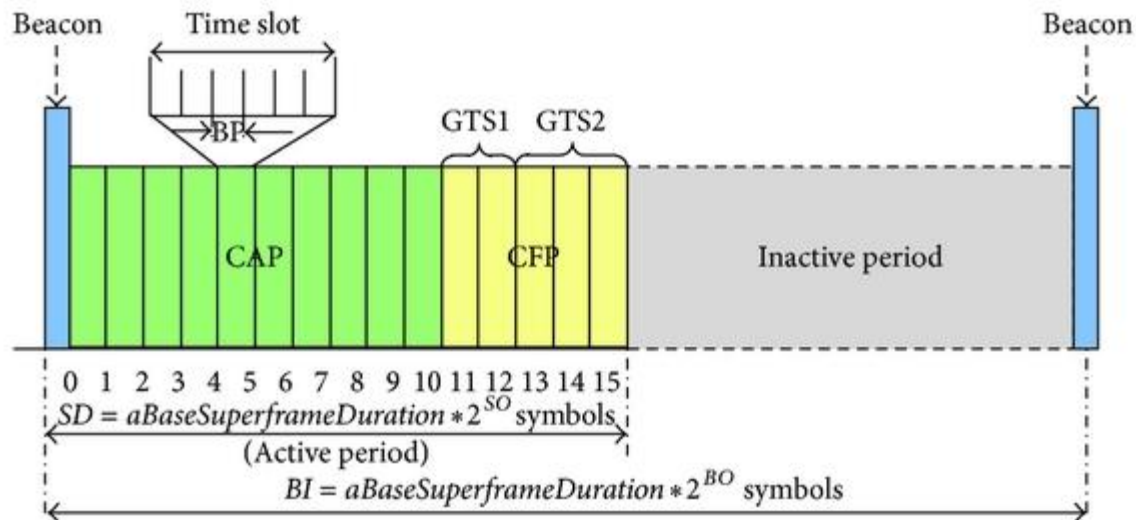 Beacon Time slot Beacon
BP
GTS1 GTS2
CAP CFP Inactive period
0 1 2 3 4 5 6 7 8 9 10 11 12 13 14 15
SD = aBaseSuperframeDuration * 2^SO symbols
(Active period)
BI = aBaseSuperframeDuration * 2^BO symbols